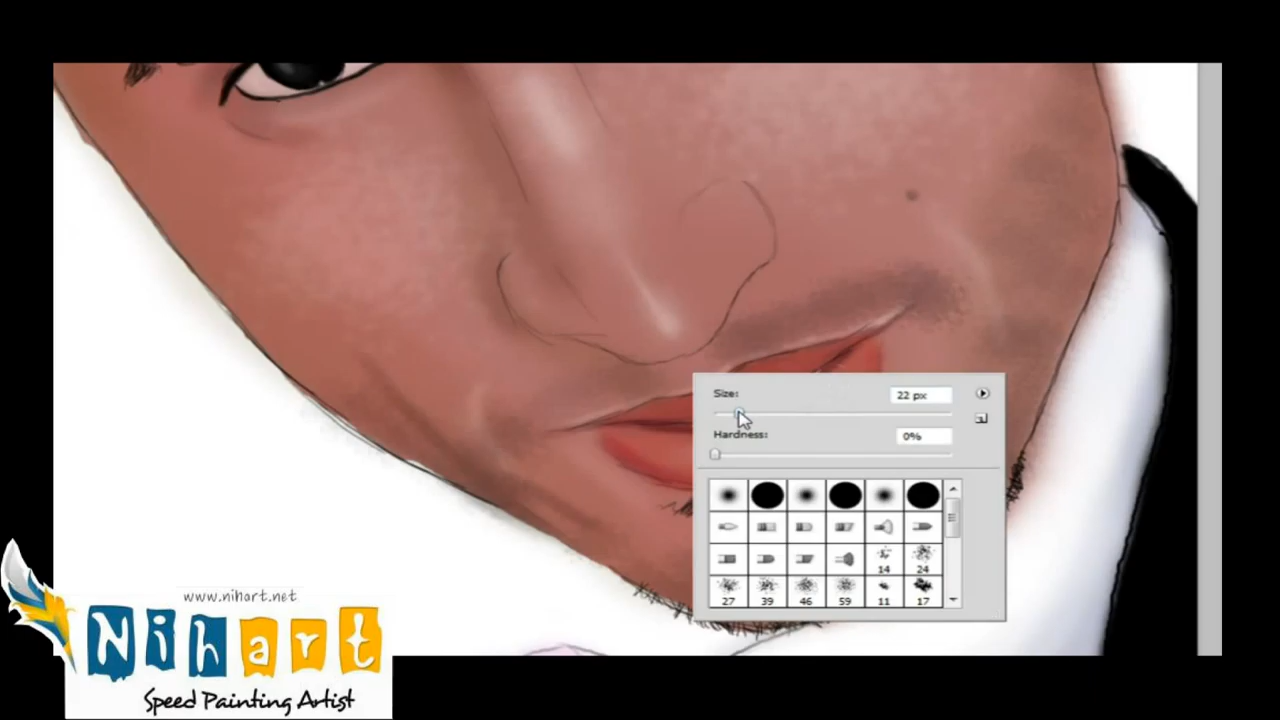 Size:
22 px
Hardness:
0%
14
24
27
39
46
59
11
17
www.nihart.net
Nihart
Speed Painting Artist